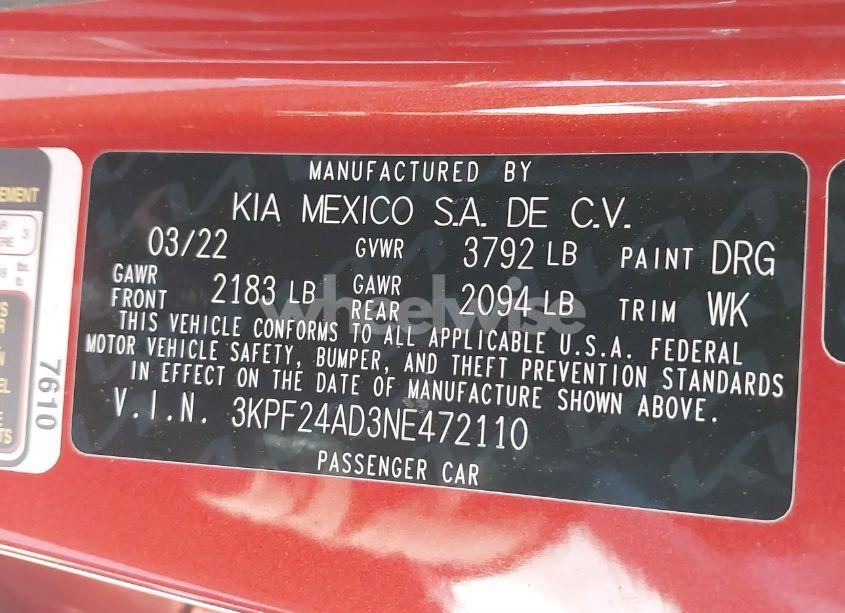 MANUFACTURED BY
KIA MEXICO S.A. DE C.V.
03/22 GVWR 3792 LB PAINT DRG
GAWR FRONT 2183 LB GAWR REAR 2094 LB TRIM WK
THIS VEHICLE CONFORMS TO ALL APPLICABLE U.S.A. FEDERAL
MOTOR VEHICLE SAFETY, BUMPER, AND THEFT PREVENTION STANDARDS
IN EFFECT ON THE DATE OF MANUFACTURE SHOWN ABOVE.
V.I.N. 3KPF24AD3NE472110
PASSENGER CAR
7610
wheelwise